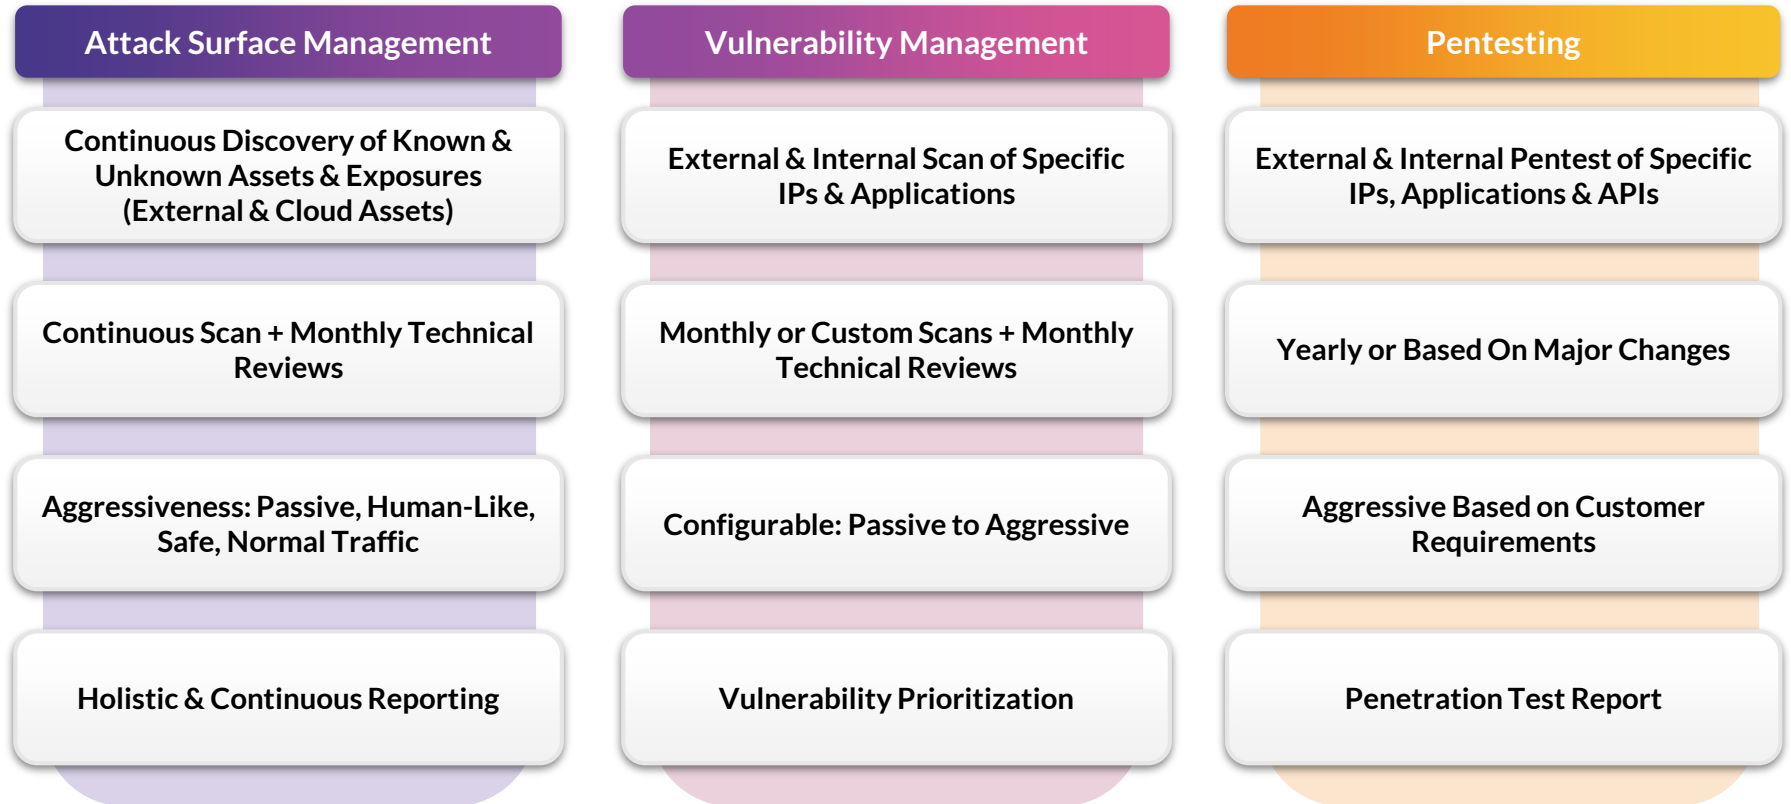 Attack Surface Management
Continuous Discovery of Known &
Unknown Assets & Exposures
(External & Cloud Assets)
Continuous Scan + Monthly Technical
Reviews
Aggressiveness: Passive, Human-Like,
Safe, Normal Traffic
Holistic & Continuous Reporting
Vulnerability Management
External & Internal Scan of Specific
IPs & Applications
Monthly or Custom Scans + Monthly
Technical Reviews
Configurable: Passive to Aggressive
Vulnerability Prioritization
Pentesting
External & Internal Pentest of Specific
IPs, Applications & APIs
Yearly or Based On Major Changes
Aggressive Based on Customer
Requirements
Penetration Test Report